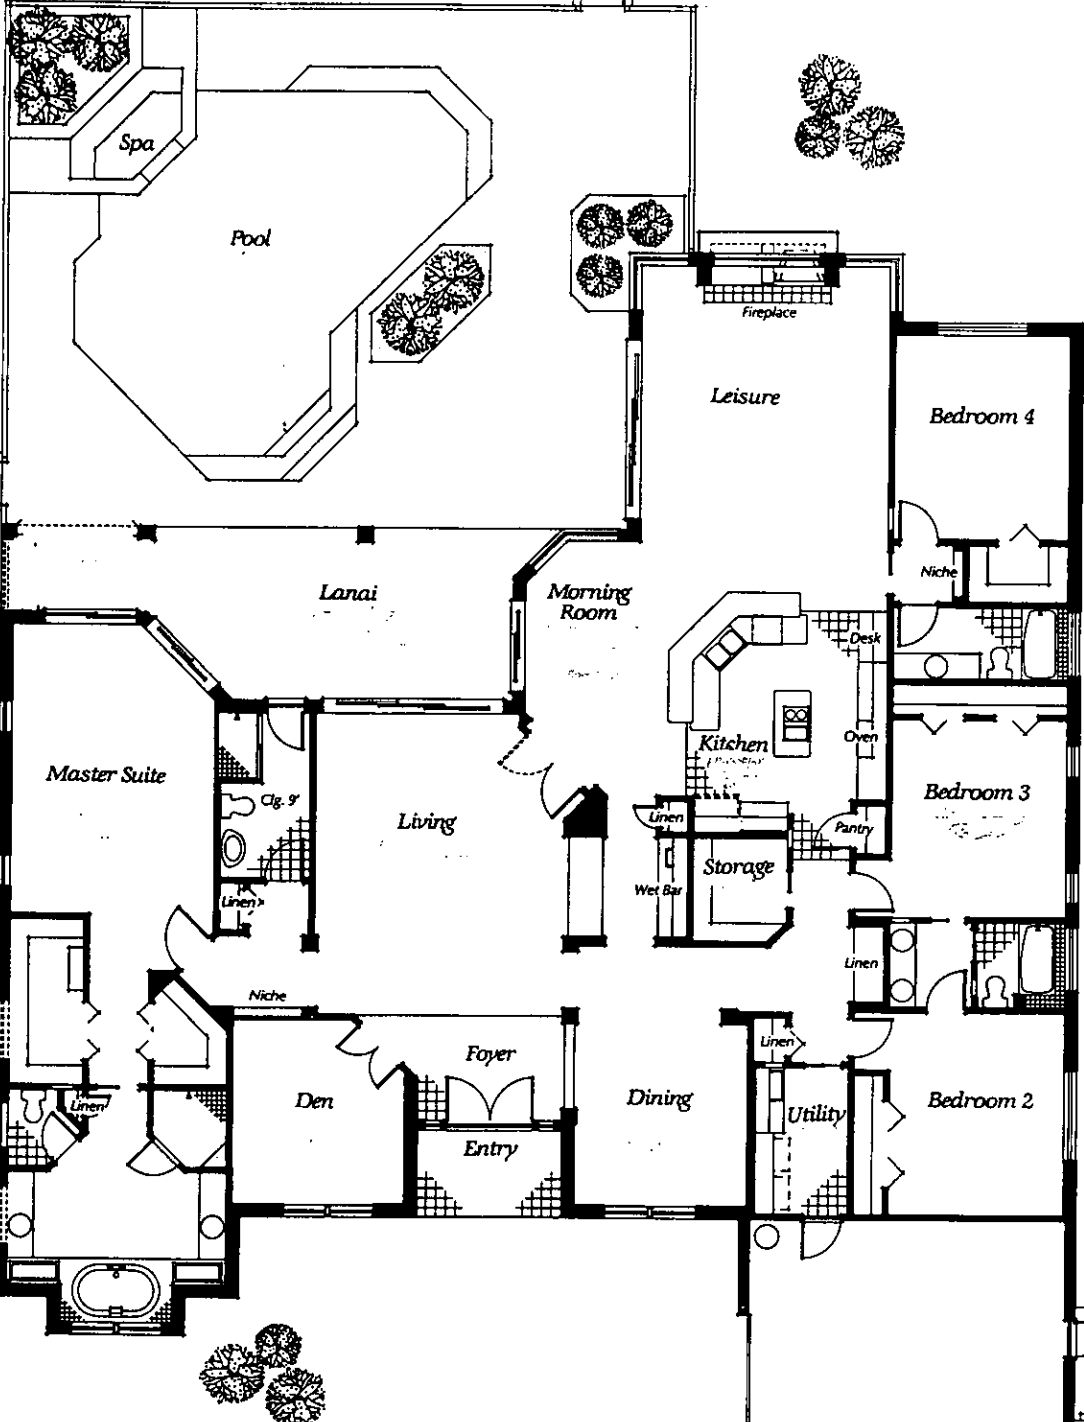 Spa
Pool
Fireplace
Leisure
Bedroom 4
Niche
Lanai
Morning
Room
Desk
Kitchen
Oven
Master Suite
Clg. 9'
Living
Linen
Pantry
Bedroom 3
Storage
Wet Bar
Linen
Linen
Niche
Foyer
Linen
Linen
Den
Dining
Utility
Bedroom 2
Entry